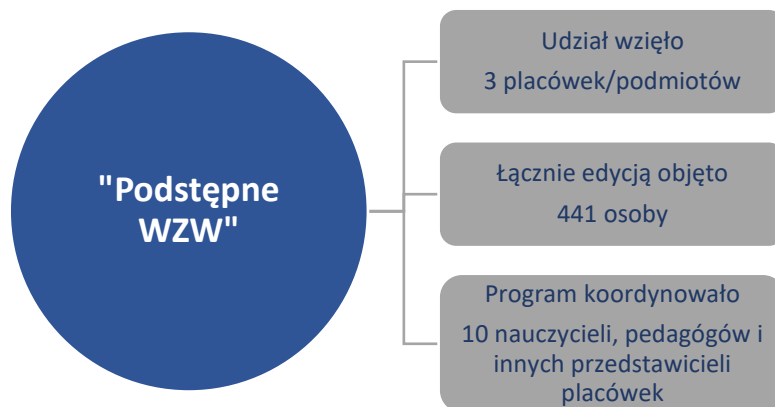 "Podstępne
WZW"
Udział wzięło
3 placówek/podmiotów
Łącznie edycją objęto
441 osoby
Program koordynowało
10 nauczycieli, pedagógów i
innych przedstawicieli
placówek